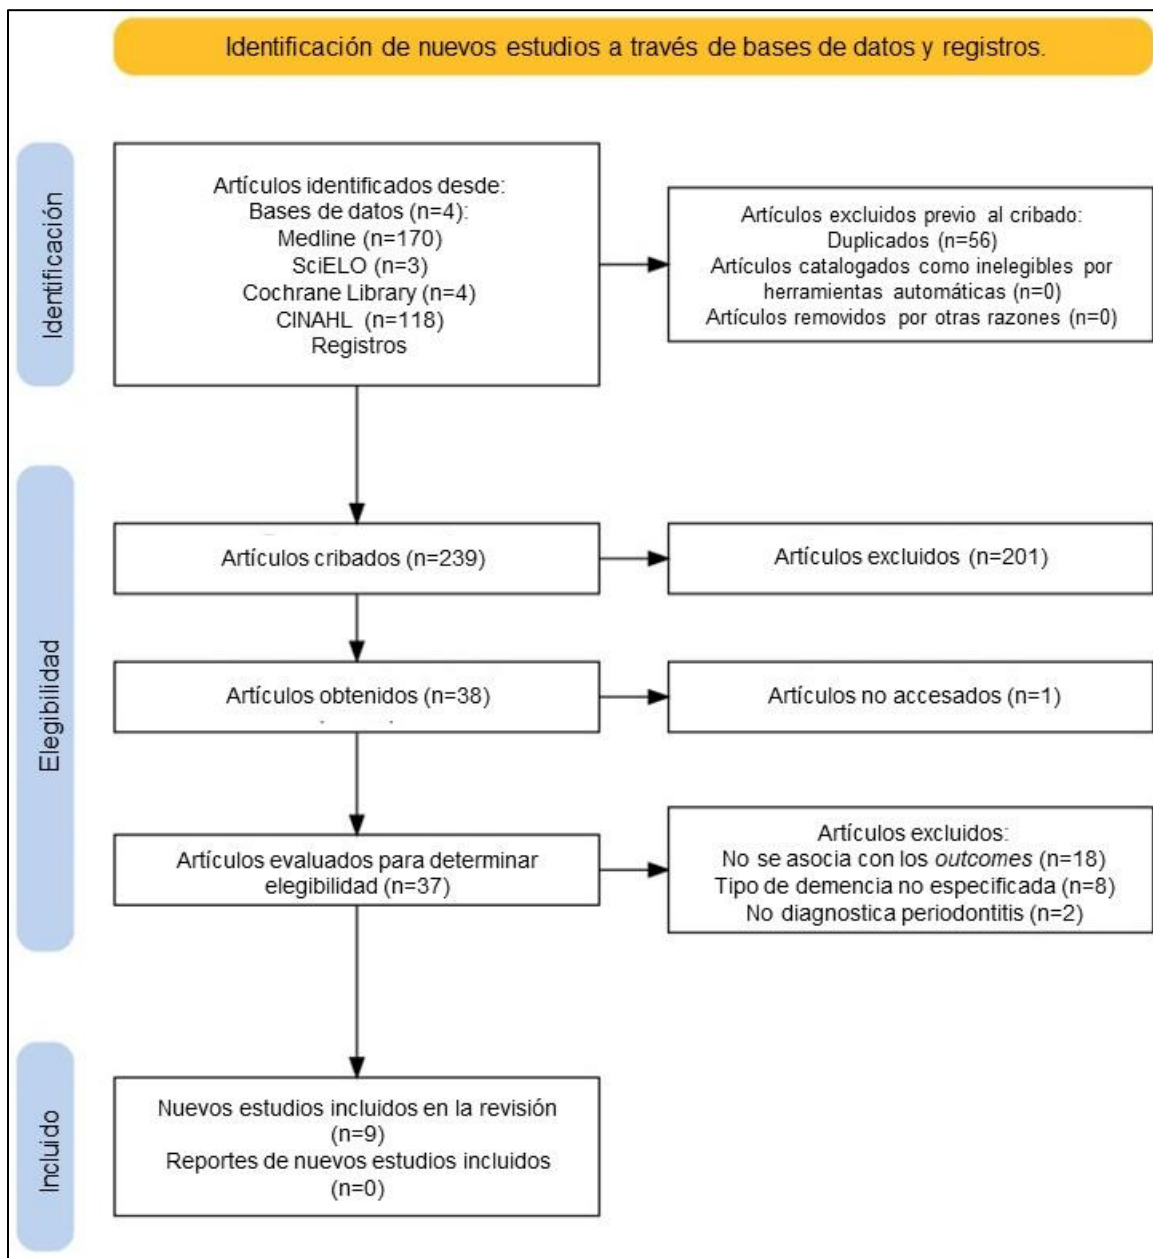 Identificación de nuevos estudios a través de bases de datos y registros.
Identificación
Artículos identificados desde:
Bases de datos (n=4):
Medline (n=170)
SciELO (n=3)
Cochrane Library (n=4)
CINAHL (n=118)
Registros
Artículos excluidos previo al cribado:
Duplicados (n=56)
Artículos catalogados como inelegibles por
herramientas automáticas (n=0)
Artículos removidos por otras razones (n=0)
Elegibilidad
Artículos cribados (n=239)
Artículos excluidos (n=201)
Artículos obtenidos (n=38)
Artículos no accesados (n=1)
Artículos evaluados para determinar
elegibilidad (n=37)
Artículos excluidos:
No se asocia con los outcomes (n=18)
Tipo de demencia no especificada (n=8)
No diagnostica periodontitis (n=2)
Incluido
Nuevos estudios incluidos en la revisión
(n=9)
Reportes de nuevos estudios incluidos
(n=0)